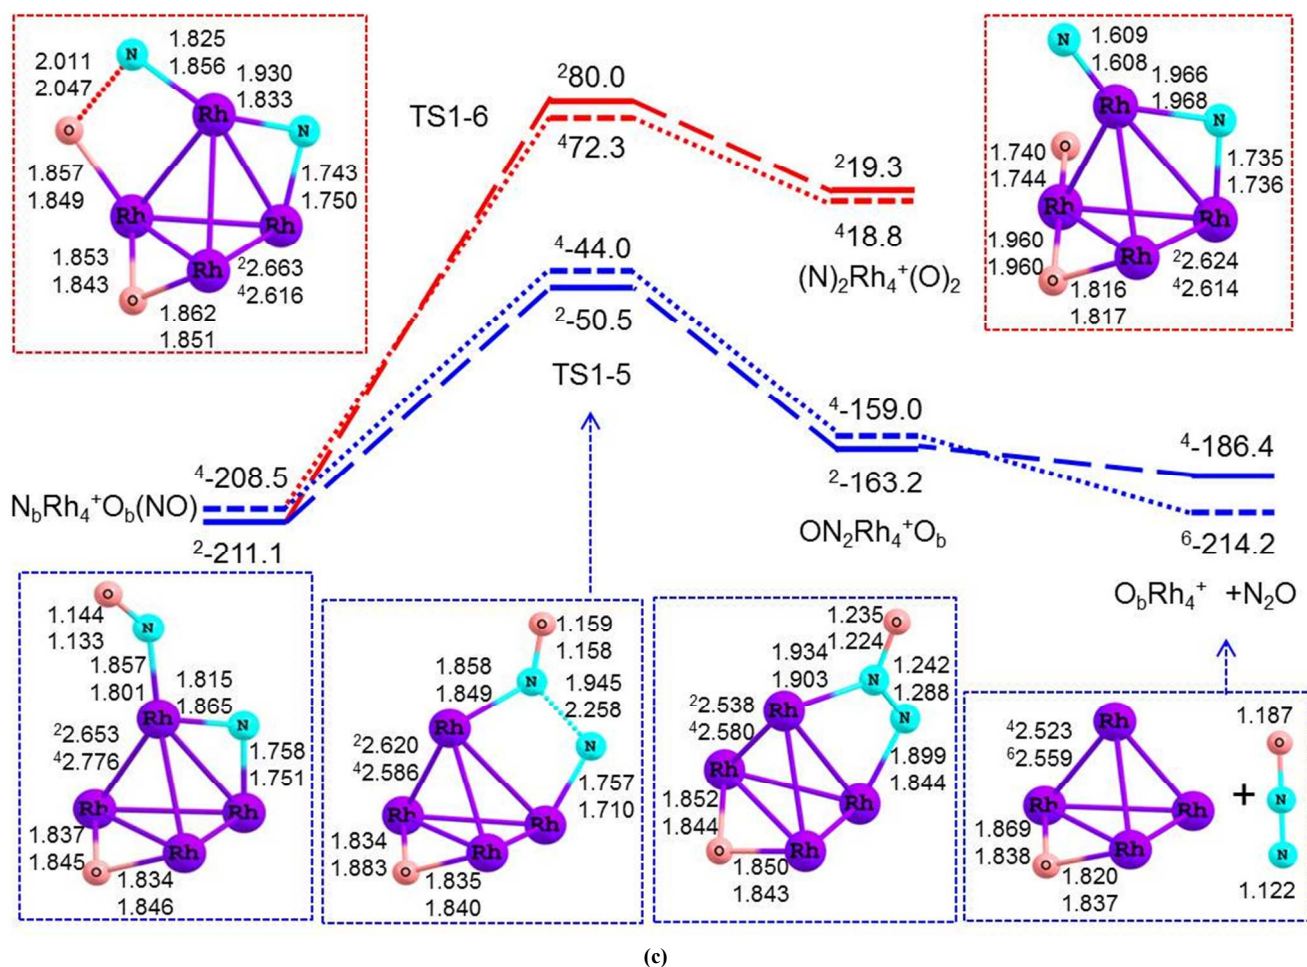 N
1.825
1.856
2.011
2.047
1.930
1.833
Rh
N
O
1.857
1.849
1.743
1.750
Rh
Rh
Rh
1.853
1.843
²2.663
⁴2.616
O
1.862
1.851
TS1-6
²80.0
⁴72.3
²19.3
⁴18.8
(N)₂Rh₄⁺(O)₂
N
1.609
1.608
1.966
1.968
Rh
N
O
1.740
1.744
1.735
1.736
Rh
Rh
Rh
1.960
1.960
²2.624
⁴2.614
O
1.816
1.817
⁴-44.0
²-50.5
TS1-5
⁴-208.5
N_bRh₄⁺O_b(NO)
²-211.1
⁴-159.0
²-163.2
ON₂Rh₄⁺O_b
⁴-186.4
⁶-214.2
O_bRh₄⁺ +N₂O
O
1.144
1.133
N
1.857
1.801
1.815
1.865
Rh
N
²2.653
⁴2.776
1.758
1.751
Rh
Rh
Rh
1.837
1.845
O
1.834
1.846
O
1.159
1.158
1.858
1.849
N
1.945
2.258
Rh
N
²2.620
⁴2.586
1.757
1.710
Rh
Rh
Rh
1.834
1.883
O
1.835
1.840
1.235
1.224
O
1.934
1.903
N
1.242
1.288
²2.538
⁴2.580
Rh
N
Rh
1.899
1.844
Rh
1.852
1.844
O
Rh
1.850
1.843
⁴2.523
⁶2.559
Rh
1.187
O
Rh
Rh
+
N
1.869
1.838
Rh
O
N
1.820
1.837
1.122
(c)